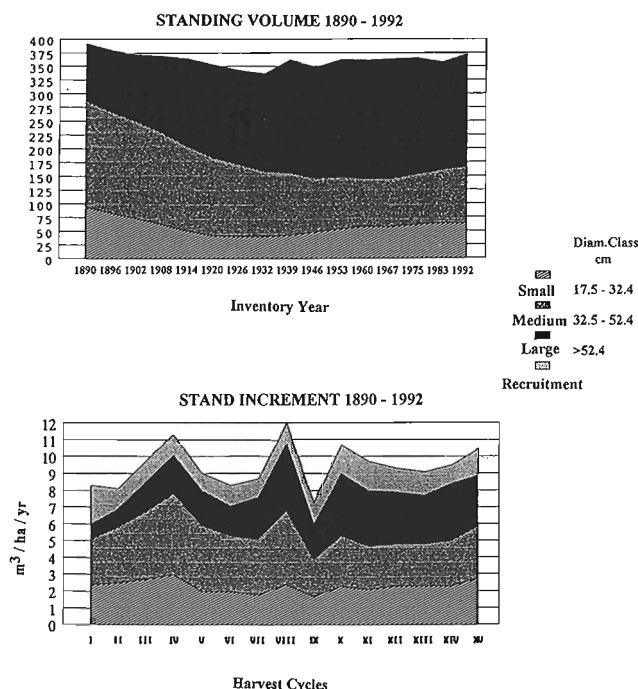 STANDING VOLUME 1890 - 1992
400
375
350
325
300
275
250
225
200
175
150
125
100
75
50
25
1890 1896 1902 1908 1914 1920 1926 1932 1939 1946 1953 1960 1967 1975 1983 1992
Inventory Year
Diam.Class
cm
Small 17.5 - 32.4
Medium 32.5 - 52.4
Large >52.4
Recruitment
STAND INCREMENT 1890 - 1992
m³ / ha / yr
12
11
10
9
8
7
6
5
4
3
2
1
0
I II III IV V VI VII VIII IX X XI XII XIII XIV XV
Harvest Cycles